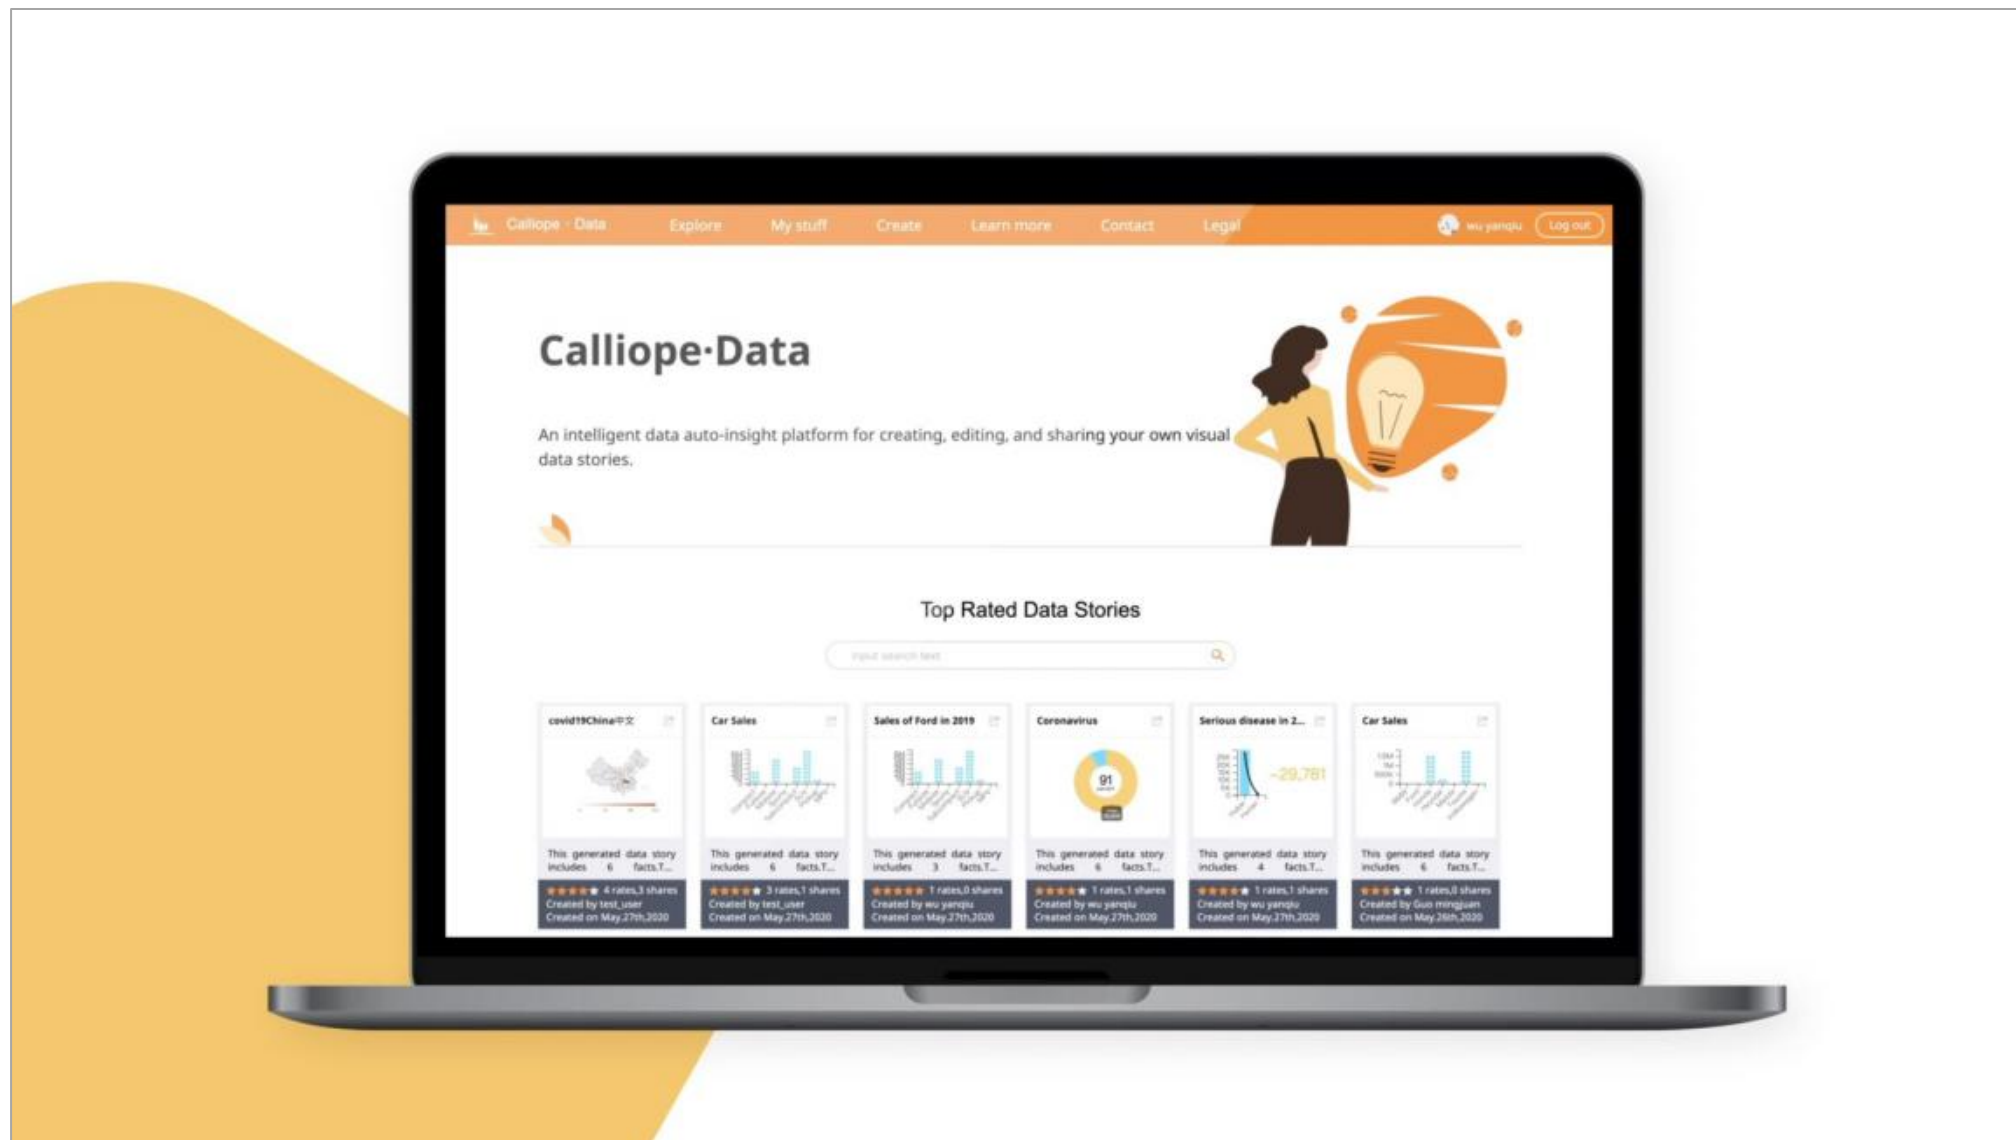 Calliope · Data Explore My stuff Create Learn more Contact Legal wu yanqiu Log out
Calliope·Data
An intelligent data auto-insight platform for creating, editing, and sharing your own visual
data stories.
Top Rated Data Stories
input search text
covid19China中文
This generated data story
includes 6 facts.T...
4 rates,3 shares
Created by test_user
Created on May.27th,2020
Car Sales
This generated data story
includes 6 facts.T...
3 rates,1 shares
Created by test_user
Created on May.27th,2020
Sales of Ford in 2019
This generated data story
includes 3 facts.T...
1 rates,0 shares
Created by wu yanqiu
Created on May.27th,2020
Coronavirus
91
This generated data story
includes 6 facts.T...
1 rates,1 shares
Created by wu yanqiu
Created on May.27th,2020
Serious disease in 2...
-29,781
This generated data story
includes 4 facts.T...
1 rates,1 shares
Created by wu yanqiu
Created on May.27th,2020
Car Sales
This generated data story
includes 6 facts.T...
1 rates,0 shares
Created by Guo mingjuan
Created on May.26th,2020